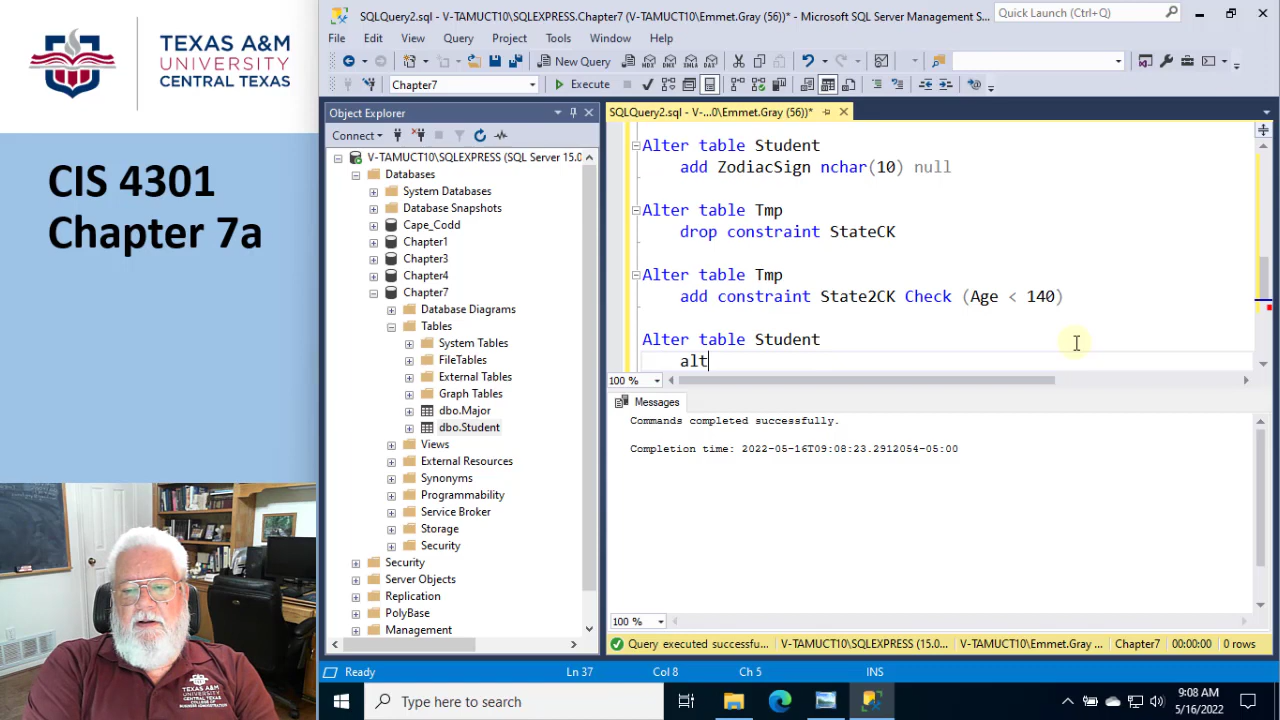 TEXAS A&M
UNIVERSITY
CENTRAL TEXAS
CIS 4301
Chapter 7a
TEXAS A&M
UNIVERSITY
CENTRAL TEXAS
SQLQuery2.sql - V-TAMUCT10\SQLEXPRESS.Chapter7 (V-TAMUCT10\Emmet.Gray (56))* - Microsoft SQL Server Management S...
Quick Launch (Ctrl+Q)
File Edit View Query Project Tools Window Help
New Query
Chapter7
Execute
Object Explorer
Connect
V-TAMUCT10\SQLEXPRESS (SQL Server 15.0
Databases
System Databases
Database Snapshots
Cape_Codd
Chapter1
Chapter3
Chapter4
Chapter7
Database Diagrams
Tables
System Tables
FileTables
External Tables
Graph Tables
dbo.Major
dbo.Student
Views
External Resources
Synonyms
Programmability
Service Broker
Storage
Security
Security
Server Objects
Replication
PolyBase
Management
SQLQuery2.sql - V-...0\Emmet.Gray (56))*
Alter table Student
add ZodiacSign nchar(10) null
Alter table Tmp
drop constraint StateCK
Alter table Tmp
add constraint State2CK Check (Age < 140)
Alter table Student
alt
100 %
Messages
Commands completed successfully.
Completion time: 2022-05-16T09:08:23.2912054-05:00
100 %
Query executed successfu... V-TAMUCT10\SQLEXPRESS (15.0... V-TAMUCT10\Emmet.Gray ... Chapter7 00:00:00 0 rows
Ready Ln 37 Col 8 Ch 5 INS
Type here to search
9:08 AM
5/16/2022